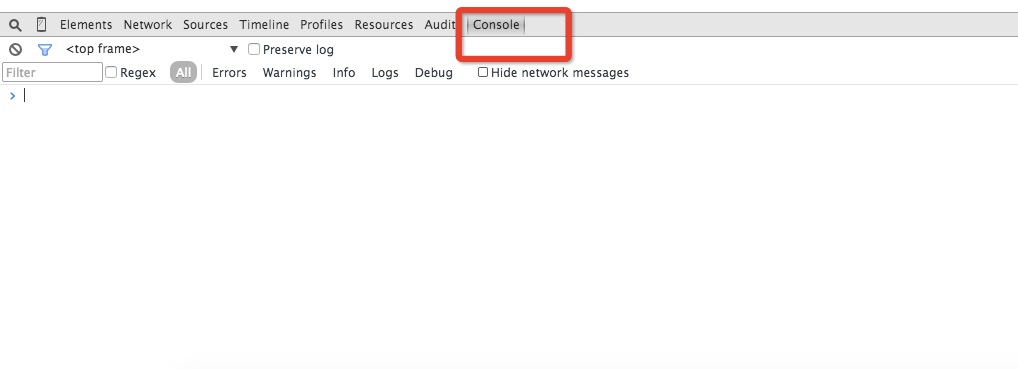 Elements Network Sources Timeline Profiles Resources Audit Console
<top frame> Preserve log
Filter Regex All Errors Warnings Info Logs Debug Hide network messages
>